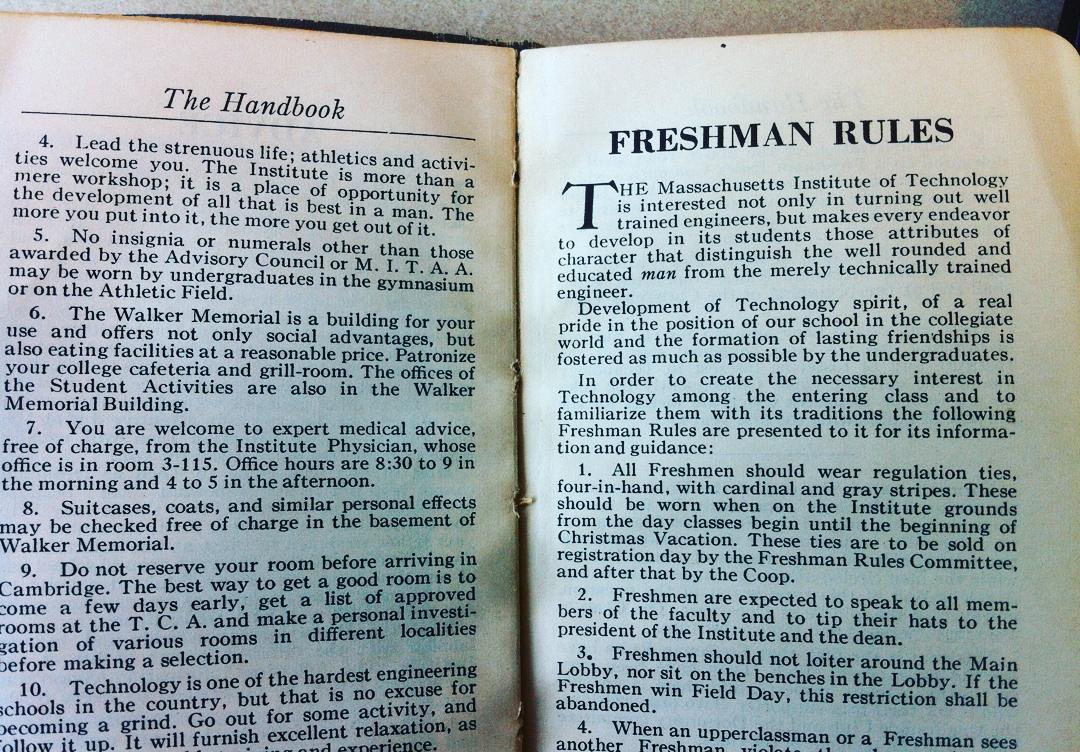 The Handbook
4. Lead the strenuous life; athletics and activi-
ties welcome you. The Institute is more than a
mere workshop; it is a place of opportunity for
the development of all that is best in a man. The
more you put into it, the more you get out of it.
5. No insignia or numerals other than those
awarded by the Advisory Council or M. I. T. A. A.
may be worn by undergraduates in the gymnasium
or on the Athletic Field.
6. The Walker Memorial is a building for your
use and offers not only social advantages, but
also eating facilities at a reasonable price. Patronize
your college cafeteria and grill-room. The offices of
the Student Activities are also in the Walker
Memorial Building.
7. You are welcome to expert medical advice,
free of charge, from the Institute Physician, whose
office is in room 3-115. Office hours are 8:30 to 9 in
the morning and 4 to 5 in the afternoon.
8. Suitcases, coats, and similar personal effects
may be checked free of charge in the basement of
Walker Memorial.
9. Do not reserve your room before arriving in
Cambridge. The best way to get a good room is to
come a few days early, get a list of approved
rooms at the T. C. A. and make a personal investi-
gation of various rooms in different localities
before making a selection.
10. Technology is one of the hardest engineering
schools in the country, but that is no excuse for
becoming a grind. Go out for some activity, and
follow it up. It will furnish excellent relaxation, as
and experience.
FRESHMAN RULES
THE Massachusetts Institute of Technology
is interested not only in turning out well
trained engineers, but makes every endeavor
to develop in its students those attributes of
character that distinguish the well rounded and
educated man from the merely technically trained
engineer.
Development of Technology spirit, of a real
pride in the position of our school in the collegiate
world and the formation of lasting friendships is
fostered as much as possible by the undergraduates.
In order to create the necessary interest in
Technology among the entering class and to
familiarize them with its traditions the following
Freshman Rules are presented to it for its informa-
tion and guidance:
1. All Freshmen should wear regulation ties,
four-in-hand, with cardinal and gray stripes. These
should be worn when on the Institute grounds
from the day classes begin until the beginning of
Christmas Vacation. These ties are to be sold on
registration day by the Freshman Rules Committee,
and after that by the Coop.
2. Freshmen are expected to speak to all mem-
bers of the faculty and to tip their hats to the
president of the Institute and the dean.
3. Freshmen should not loiter around the Main
Lobby, nor sit on the benches in the Lobby. If the
Freshmen win Field Day, this restriction shall be
abandoned.
4. When an upperclassman or a Freshman sees
another Freshman